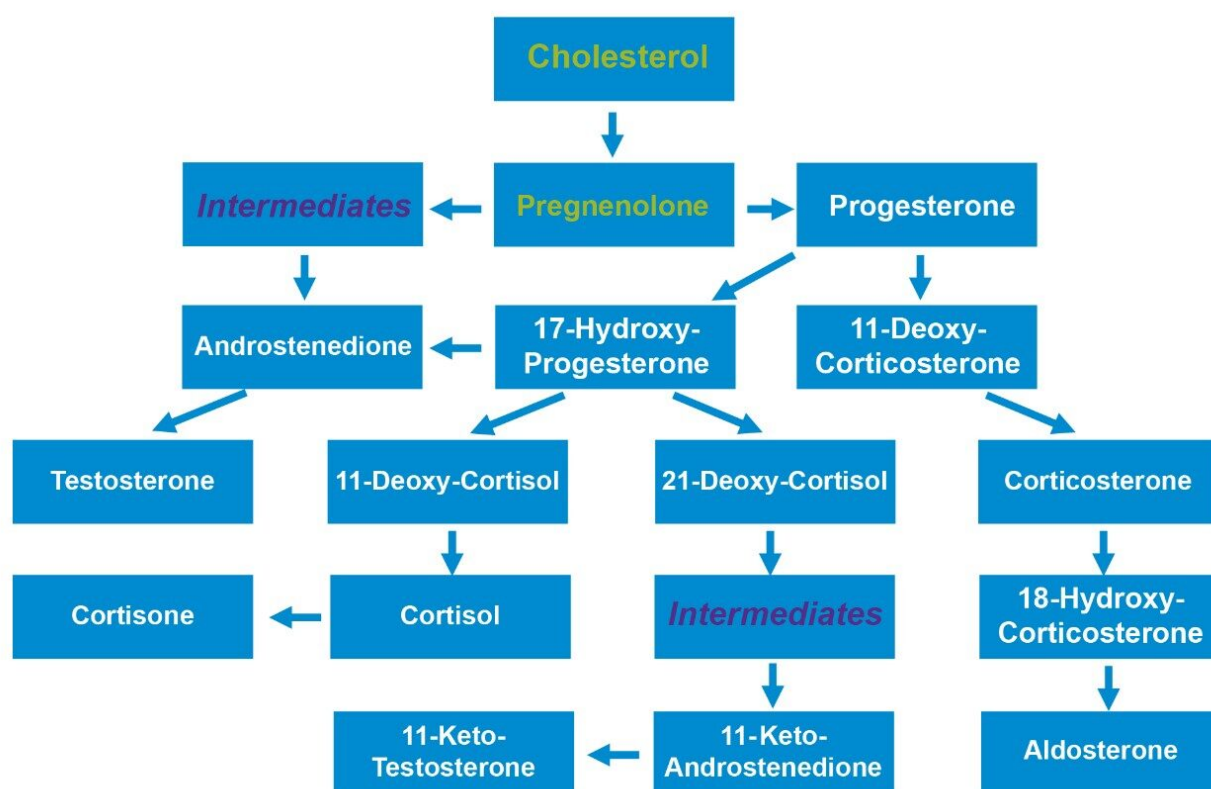 Cholesterol
Intermediates
Pregnenolone
Progesterone
Androstenedione
17-Hydroxy-
Progesterone
11-Deoxy-
Corticosterone
Testosterone
11-Deoxy-Cortisol
21-Deoxy-Cortisol
Corticosterone
Cortisone
Cortisol
Intermediates
18-Hydroxy-
Corticosterone
11-Keto-
Testosterone
11-Keto-
Androstenedione
Aldosterone